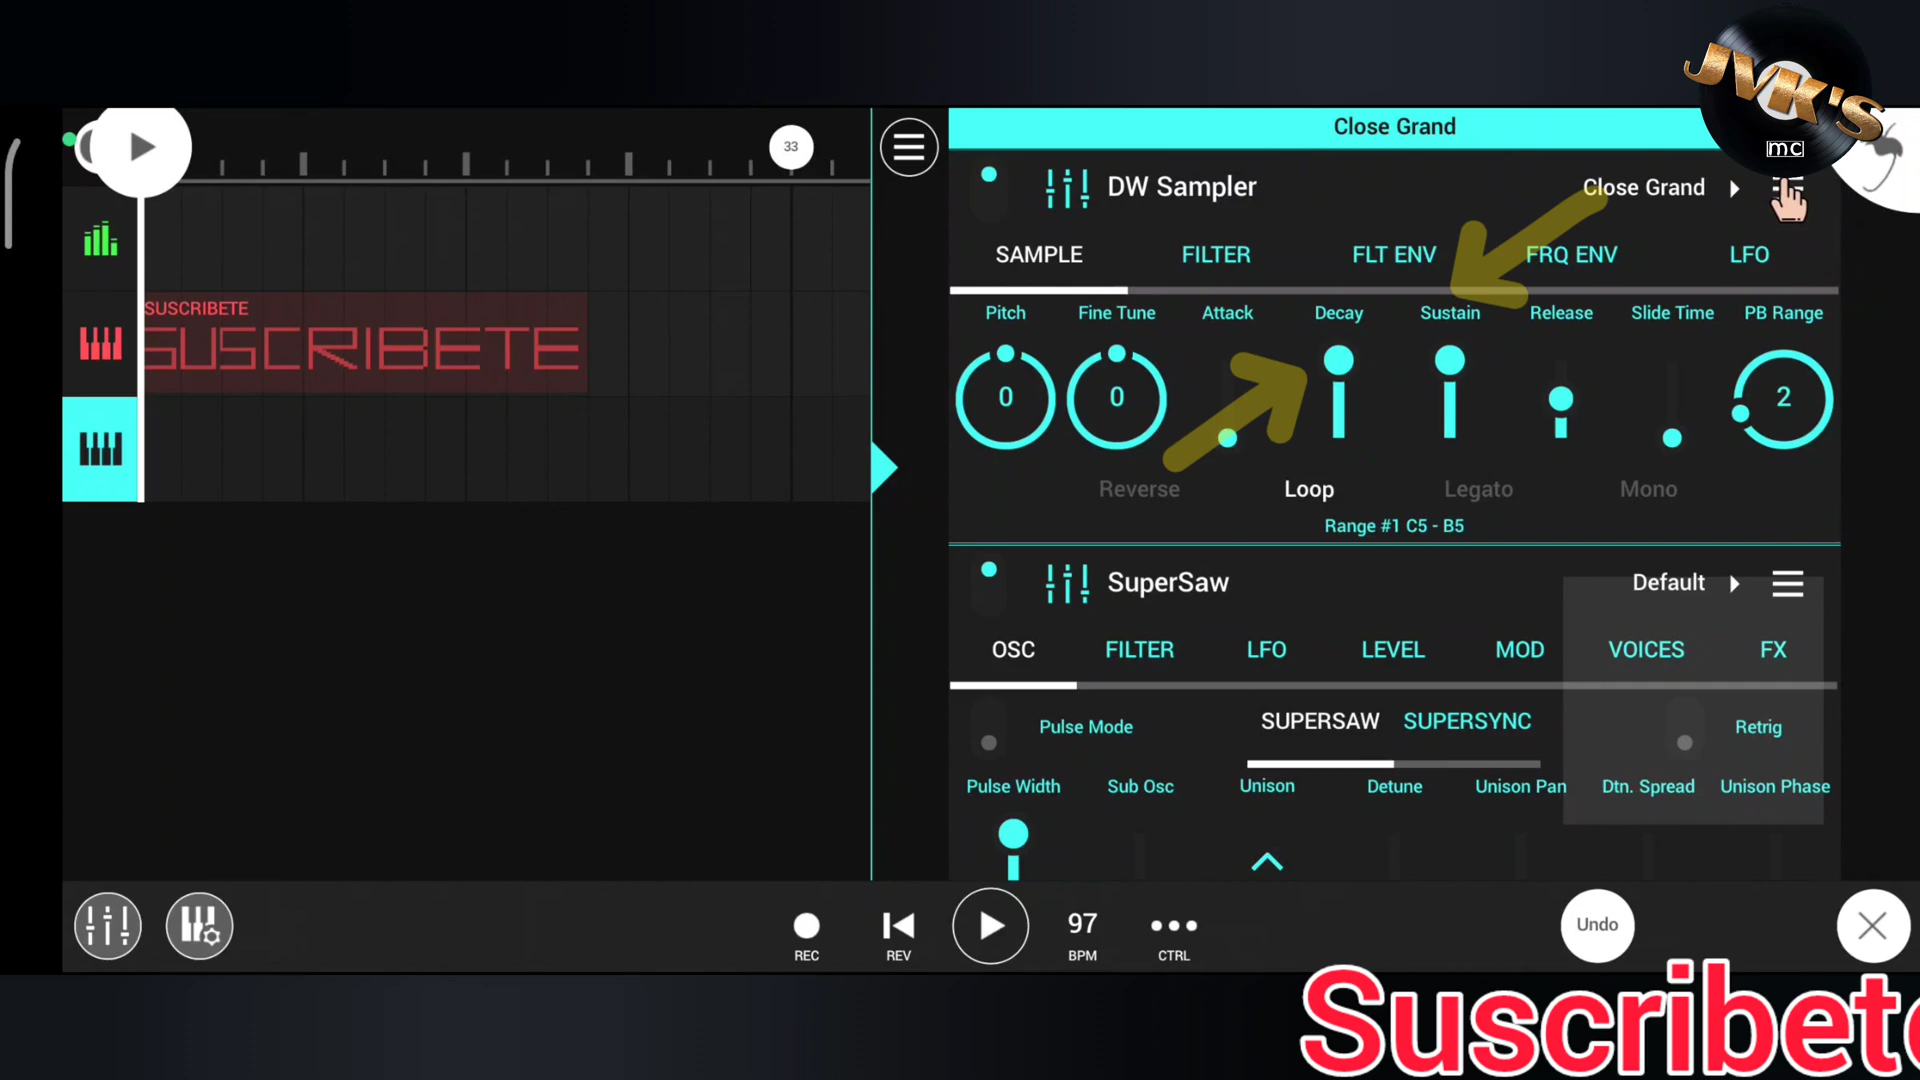 JVK'S
mc
33
Close Grand
DW Sampler
Close Grand
SAMPLE FILTER FLT ENV FRQ ENV LFO
Pitch Fine Tune Attack Decay Sustain Release Slide Time PB Range
0 0 2
Reverse Loop Legato Mono
Range #1 C5 - B5
SUSCRIBETE
SUSCRIBETE
SuperSaw
Default
OSC FILTER LFO LEVEL MOD VOICES FX
Pulse Mode SUPERSAW SUPERSYNC Retrig
Pulse Width Sub Osc Unison Detune Unison Pan Dtn. Spread Unison Phase
97
REC REV BPM CTRL
Undo
Suscribete